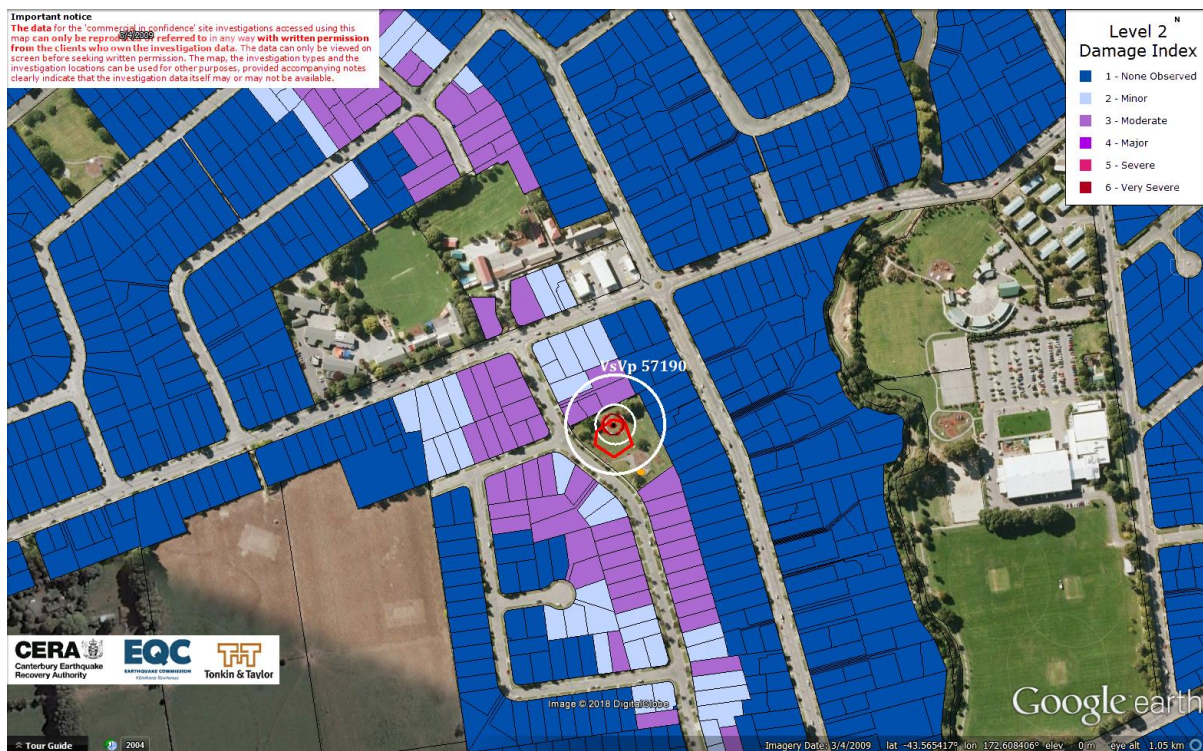 Important notice
The data for the 'commercial in confidence' site investigations accessed using this
map can only be reproduced or referred to in any way with written permission
from the clients who own the investigation data. The data can only be viewed on
screen before seeking written permission. The map, the investigation types and the
investigation locations can be used for other purposes, provided accompanying notes
clearly indicate that the investigation data itself may or may not be available.
3/4/2009
N
Level 2
Damage Index
1 - None Observed
2 - Minor
3 - Moderate
4 - Major
5 - Severe
6 - Very Severe
VsVp 57190
CERA
Canterbury Earthquake
Recovery Authority
EQC
EARTHQUAKE COMMISSION
T+T
Tonkin & Taylor
Image © 2018 DigitalGlobe
Google earth
Tour Guide
2004
Imagery Date: 3/4/2009 lat -43.565417° lon 172.608406° elev 0 m eye alt 1.05 km